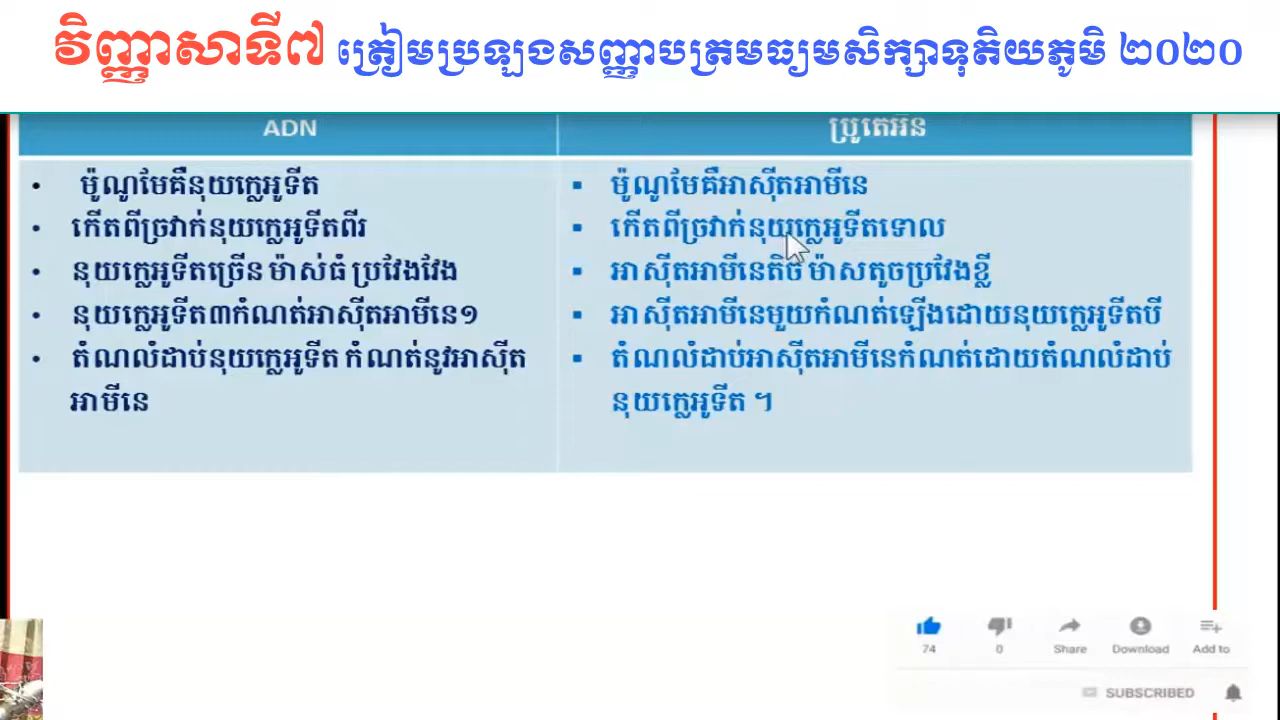 វិញ្ញាសាទី៧ ត្រៀមប្រឡងសញ្ញាបត្រមធ្យមសិក្សាទុតិយភូមិ ២០២០
ADN
ប្រូតេអ៊ីន
• ម៉ូណូមែគឺនុយក្លេអូទីត
• កើតពីច្រវាក់នុយក្លេអូទីតពីរ
• នុយក្លេអូទីតច្រើន ម៉ាស់ធំ ប្រវែងវែង
• នុយក្លេអូទីត៣កំណត់អាស៊ីតអាមីនេ១
• តំណលំដាប់នុយក្លេអូទីត កំណត់នូវអាស៊ីត
អាមីនេ
▪ ម៉ូណូមែគឺអាស៊ីតអាមីនេ
▪ កើតពីច្រវាក់នុយក្លេអូទីតទោល
▪ អាស៊ីតអាមីនេតិច ម៉ាសតូចប្រវែងខ្លី
▪ អាស៊ីតអាមីនេមួយកំណត់ឡើងដោយនុយក្លេអូទីតបី
▪ តំណលំដាប់អាស៊ីតអាមីនេកំណត់ដោយតំណលំដាប់
នុយក្លេអូទីត ។
74
0
Share
Download
Add to
SUBSCRIBED